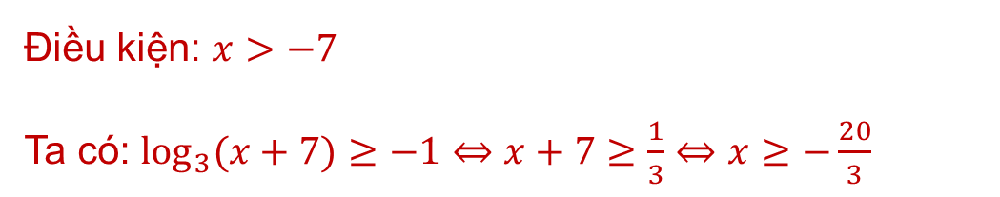 Điều kiện: x > −7
Ta có: log₃(x + 7) ≥ −1 ⇔ x + 7 ≥ 1/3 ⇔ x ≥ −20/3